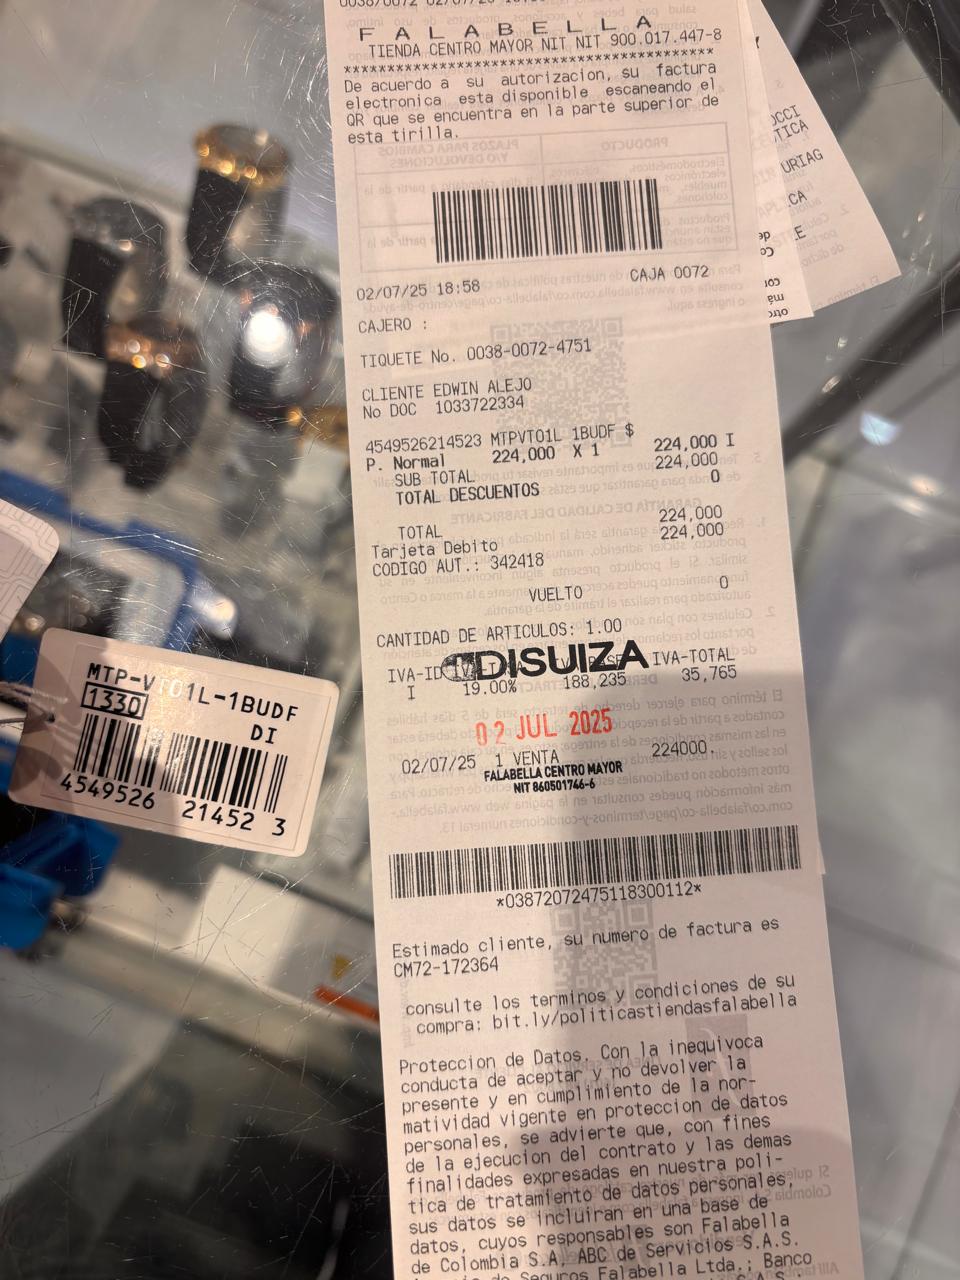 F A L A B E L L A
TIENDA CENTRO MAYOR NIT NIT 900.017.447-8
******************************************
De acuerdo a su autorizacion, su factura
electronica esta disponible escaneando el
QR que se encuentra en la parte superior de
esta tirilla.
02/07/25 18:58 CAJA 0072
CAJERO :
TIQUETE No. 0038-0072-4751
CLIENTE EDWIN ALEJO
No DOC 1033722334
4549526214523 MTPVT01L 1BUDF $
P. Normal 224,000 X 1 224,000 I
SUB TOTAL 224,000
TOTAL DESCUENTOS 0
TOTAL 224,000
Tarjeta Debito 224,000
CODIGO AUT.: 342418
VUELTO 0
CANTIDAD DE ARTICULOS: 1.00
DISUIZA
IVA-ID IVA-TOTAL
I 19.00% 188,235 35,765
02 JUL 2025
02/07/25 1 VENTA 224000.
FALABELLA CENTRO MAYOR
NIT 860501746-6
*03872072475118300112*
Estimado cliente, su numero de factura es
CM72-172364
consulte los terminos y condiciones de su
compra: bit.ly/politicastiendasfalabella
Proteccion de Datos. Con la inequivoca
conducta de aceptar y no devolver la
presente y en cumplimiento de la nor-
matividad vigente en proteccion de datos
personales, se advierte que, con fines
de la ejecucion del contrato y las demas
finalidades expresadas en nuestra poli-
tica de tratamiento de datos personales,
sus datos se incluiran en una base de
datos, cuyos responsables son Falabella
de Colombia S.A. ABC de Servicios S.A.S.
de Seguros Falabella Ltda.; Banco
MTP-VT01L-1BUDF
1330 DI
4549526 21452 3
OCCI
TICA
URIAG